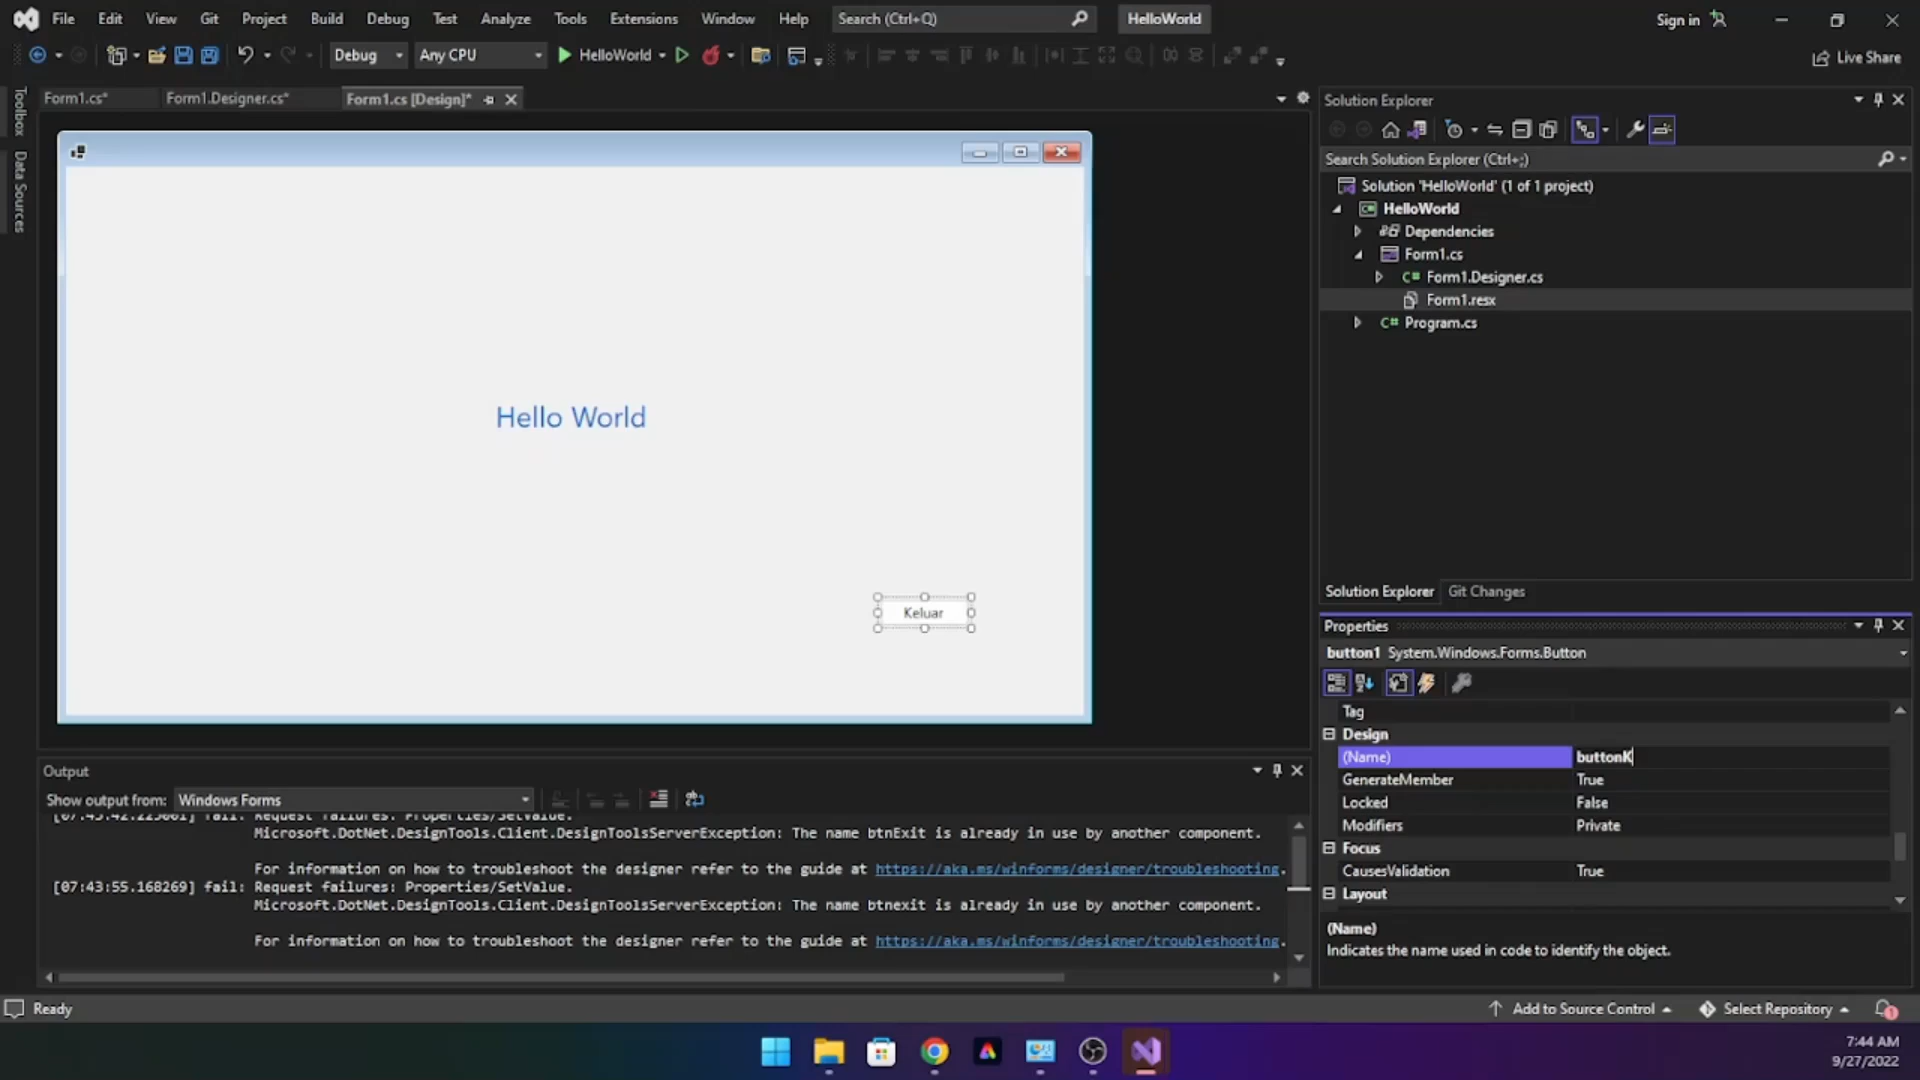 File Edit View Git Project Build Debug Test Analyze Tools Extensions Window Help Search (Ctrl+Q) HelloWorld Sign in
Debug Any CPU HelloWorld Live Share
Toolbox
Data Sources
Form1.cs* Form1.Designer.cs* Form1.cs [Design]*
Hello World
Keluar
Solution Explorer
Search Solution Explorer (Ctrl+;)
Solution 'HelloWorld' (1 of 1 project)
HelloWorld
Dependencies
Form1.cs
C# Form1.Designer.cs
Form1.resx
C# Program.cs
Solution Explorer Git Changes
Properties
button1 System.Windows.Forms.Button
Tag
Design
(Name) buttonK
GenerateMember True
Locked False
Modifiers Private
Focus
CausesValidation True
Layout
(Name)
Indicates the name used in code to identify the object.
Output
Show output from: Windows Forms
fail: Request failures: Properties/SetValue.
Microsoft.DotNet.DesignTools.Client.DesignToolsServerException: The name btnExit is already in use by another component.
For information on how to troubleshoot the designer refer to the guide at https://aka.ms/winforms/designer/troubleshooting.
[07:43:55.168269] fail: Request failures: Properties/SetValue.
Microsoft.DotNet.DesignTools.Client.DesignToolsServerException: The name btnexit is already in use by another component.
For information on how to troubleshoot the designer refer to the guide at https://aka.ms/winforms/designer/troubleshooting.
Ready Add to Source Control Select Repository 1
7:44 AM
9/27/2022